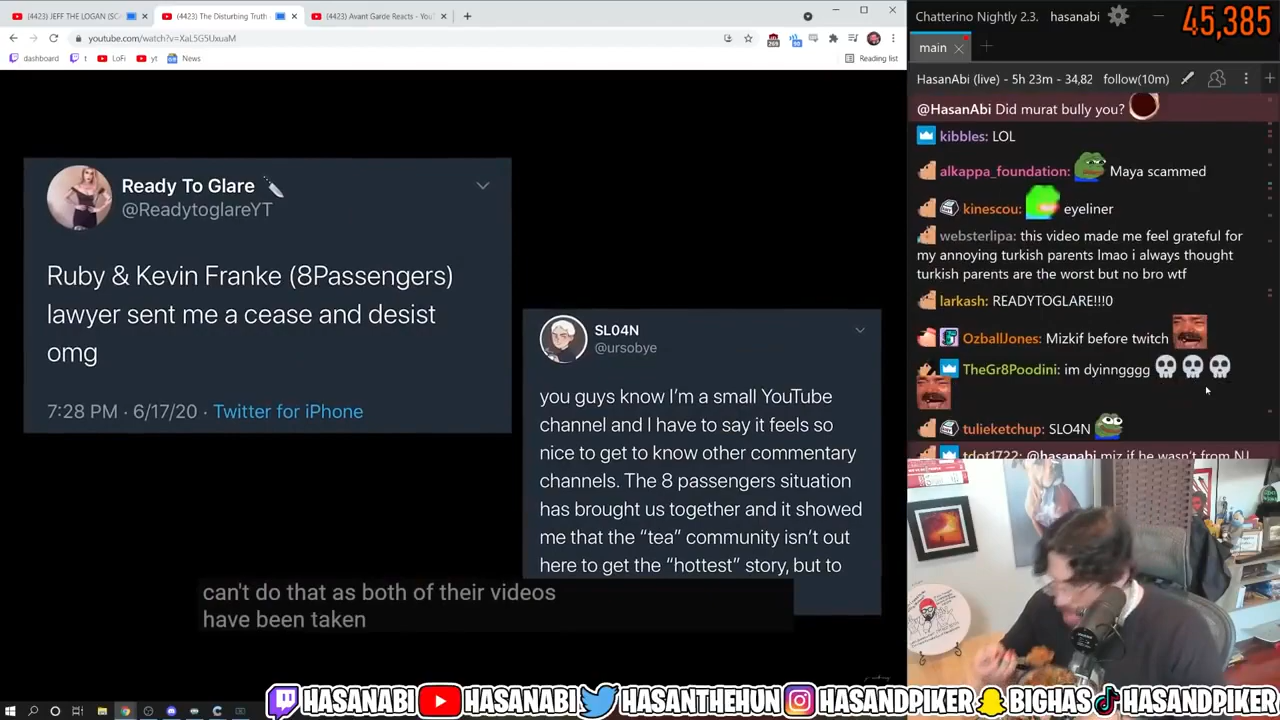 (4423) JEFF THE LOGAN (SC
(4423) The Disturbing Truth
(4423) Avant Garde Reacts - YouT
youtube.com/watch?v=XaL5G5UxuaM
dashboard
t
LoFi
yt
News
Reading list
Ready To Glare
@ReadytoglareYT
Ruby & Kevin Franke (8Passengers)
lawyer sent me a cease and desist
omg
7:28 PM · 6/17/20 · Twitter for iPhone
SL04N
@ursobye
you guys know I'm a small YouTube
channel and I have to say it feels so
nice to get to know other commentary
channels. The 8 passengers situation
has brought us together and it showed
me that the “tea” community isn't out
here to get the “hottest” story, but to
can't do that as both of their videos
have been taken
Chatterino Nightly 2.3. hasanabi
45,385
main
HasanAbi (live) - 5h 23m - 34,82 follow(10m)
@HasanAbi Did murat bully you?
kibbles: LOL
alkappa_foundation: Maya scammed
kinescou: eyeliner
websterlipa: this video made me feel grateful for
my annoying turkish parents lmao i always thought
turkish parents are the worst but no bro wtf
larkash: READYTOGLARE!!!0
OzballJones: Mizkif before twitch
TheGr8Poodini: im dyinngggg
tulieketchup: SLO4N
tdot1722: @hasanabi miz if he wasn't from NJ
HASANABI HASANABI HASANTHEHUN HASANDPIKER BIGHAS HASANDPIKER